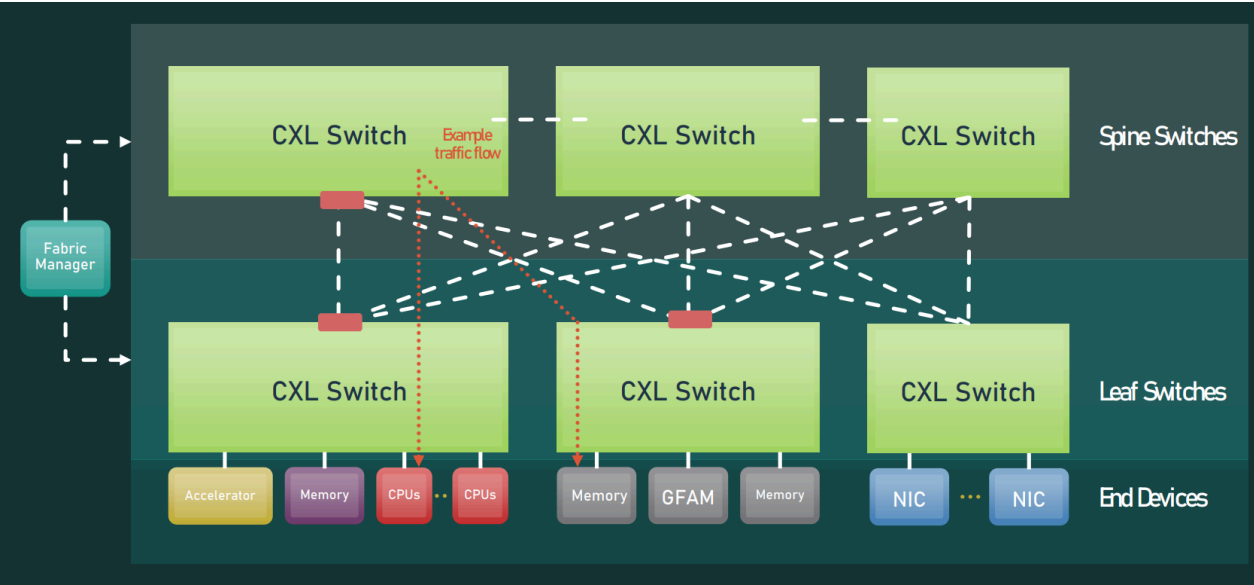 CXL Switch
Example
traffic flow
CXL Switch
CXL Switch
Spine Switches
Fabric
Manager
CXL Switch
CXL Switch
CXL Switch
Leaf Switches
Accelerator
Memory
CPUs
CPUs
Memory
GFAM
Memory
NIC
NIC
End Devices